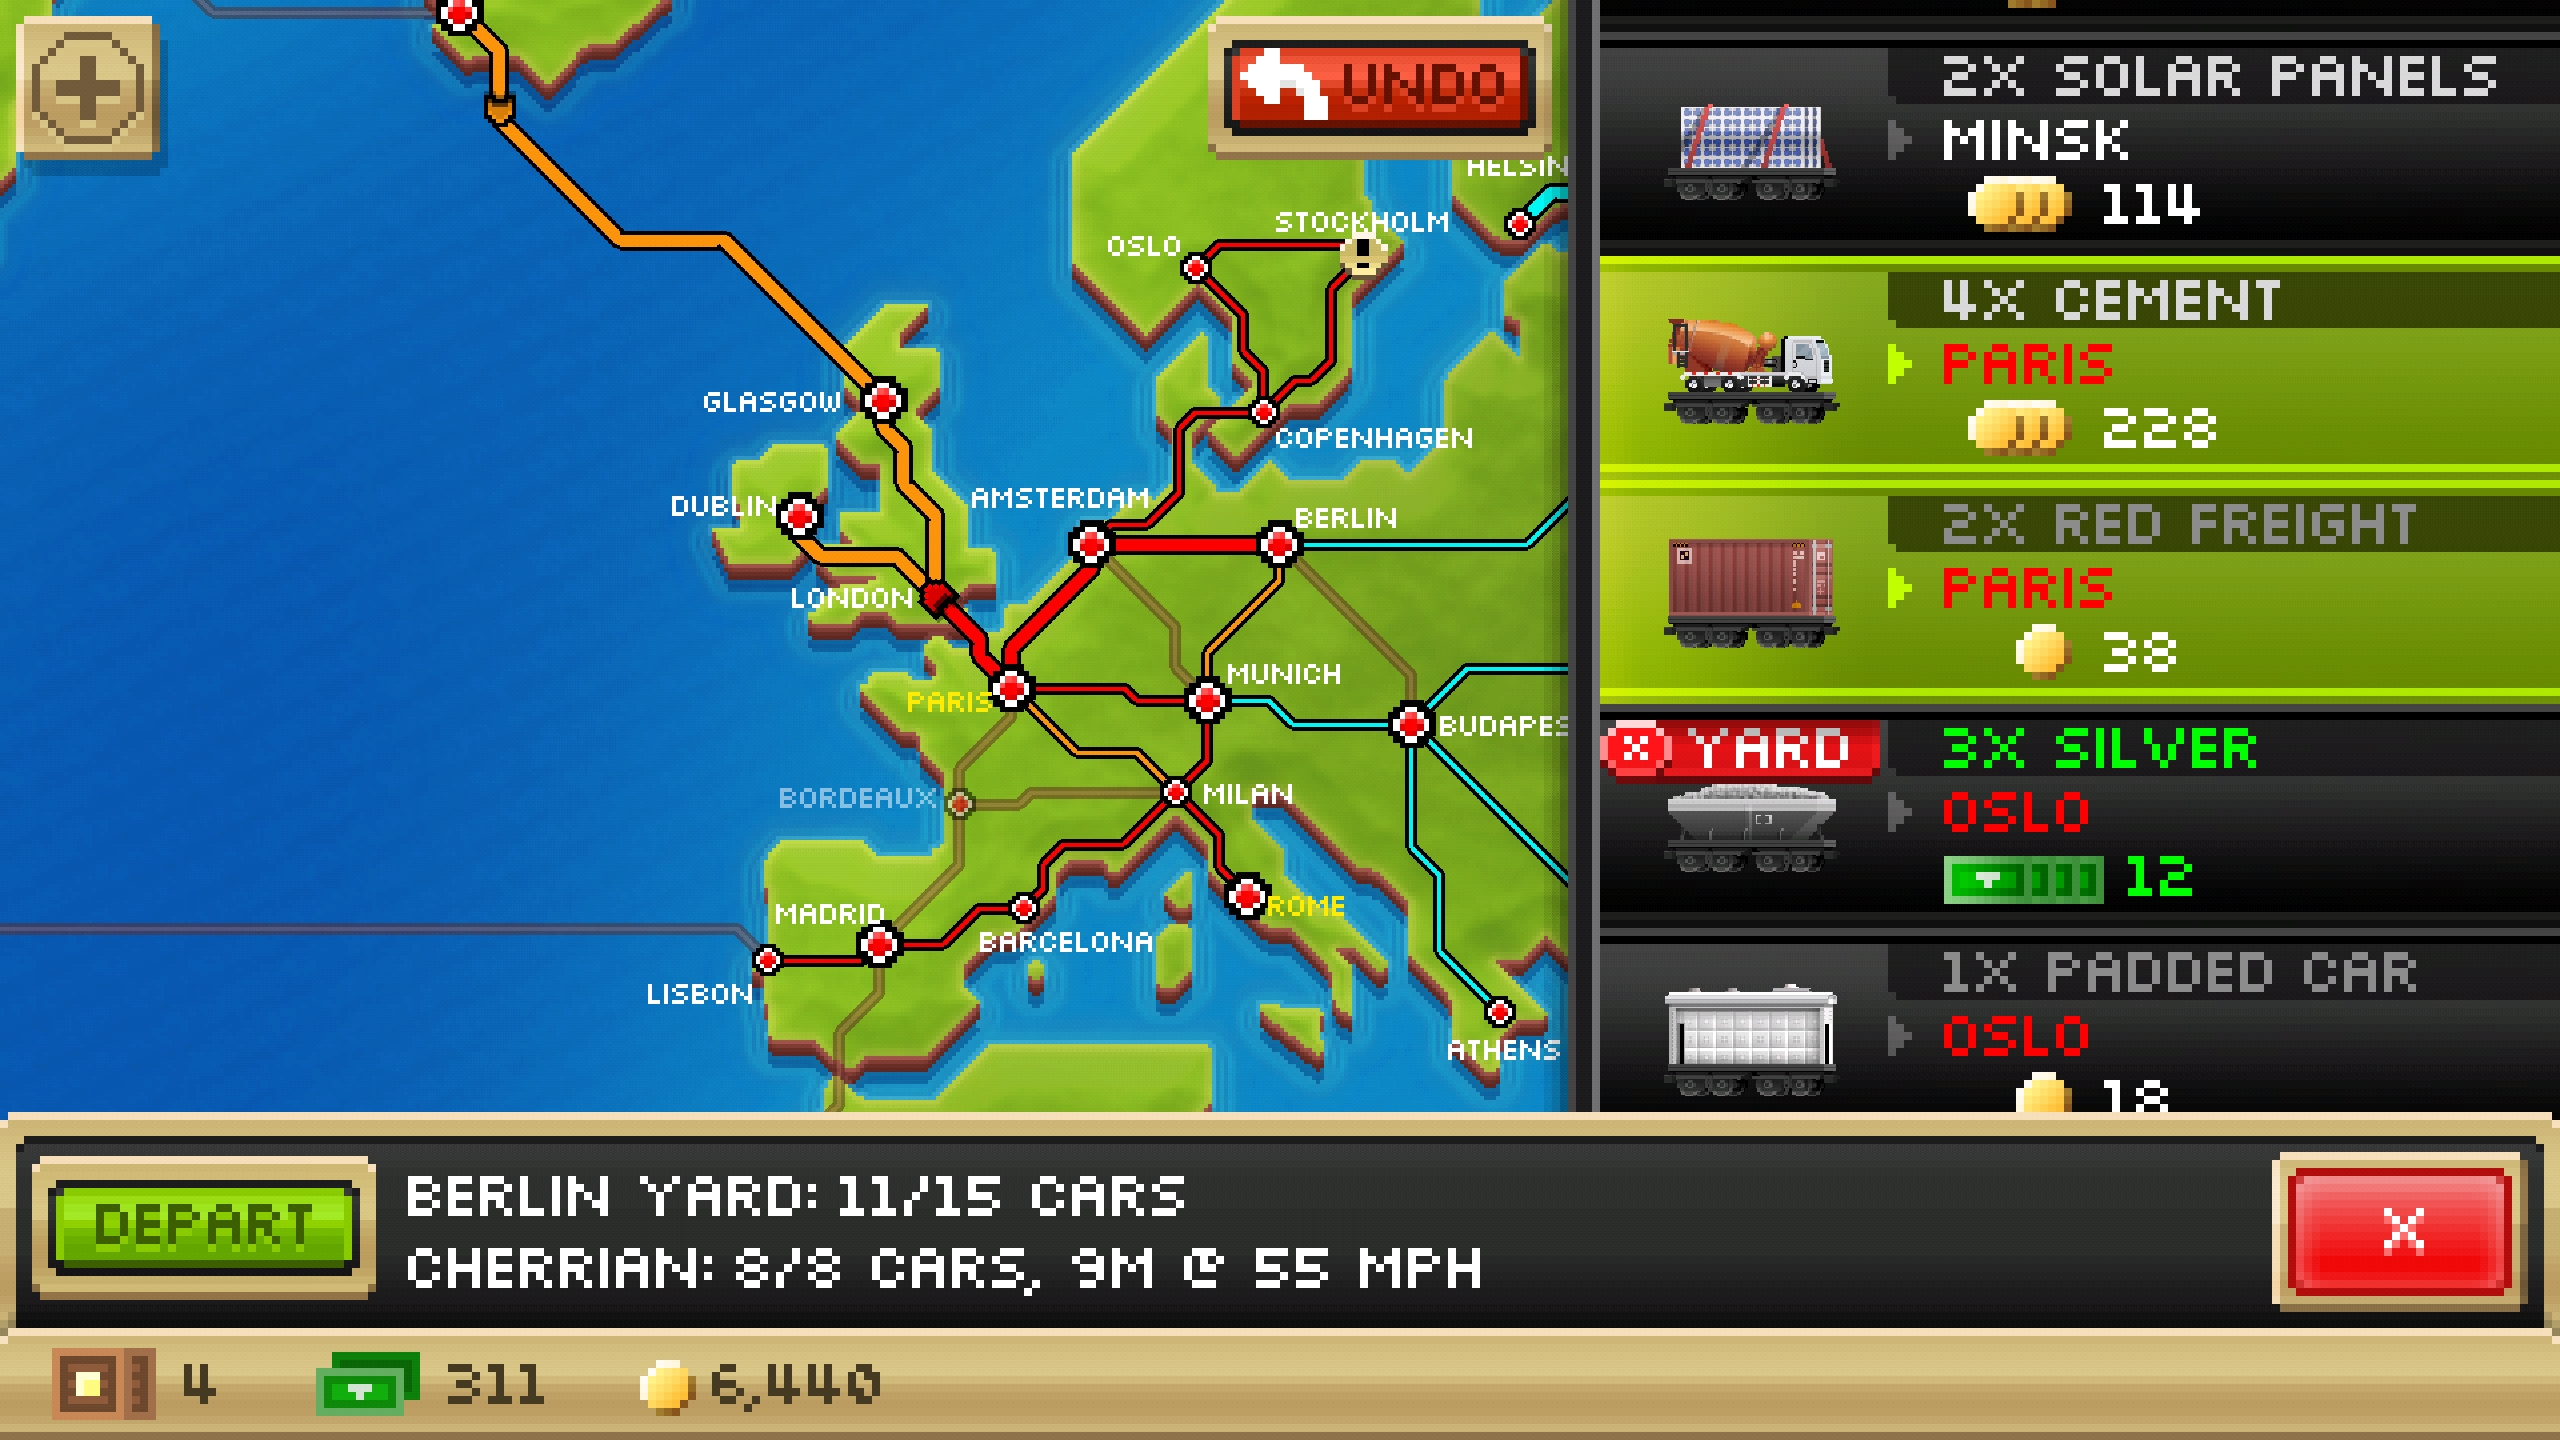 UNDO
HELSIN
STOCKHOLM
OSLO
GLASGOW
COPENHAGEN
DUBLIN
AMSTERDAM
BERLIN
LONDON
MUNICH
PARIS
BUDAPES
BORDEAUX
MILAN
MADRID
ROME
BARCELONA
LISBON
ATHENS
2X SOLAR PANELS
MINSK
114
4X CEMENT
PARIS
228
2X RED FREIGHT
PARIS
38
YARD
3X SILVER
OSLO
12
1X PADDED CAR
OSLO
18
DEPART
BERLIN YARD: 11/15 CARS
CHERRIAN: 8/8 CARS, 9M @ 55 MPH
X
4
311
6,440